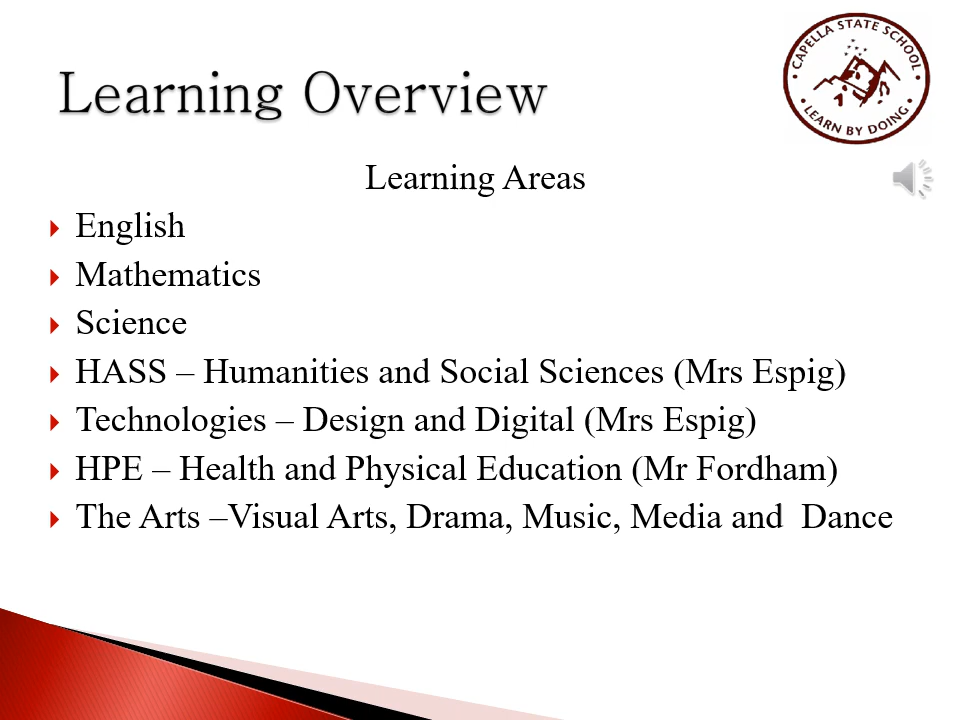 Learning Overview
CAPELLA STATE SCHOOL
• LEARN BY DOING •
Learning Areas
English
Mathematics
Science
HASS – Humanities and Social Sciences (Mrs Espig)
Technologies – Design and Digital (Mrs Espig)
HPE – Health and Physical Education (Mr Fordham)
The Arts –Visual Arts, Drama, Music, Media and  Dance